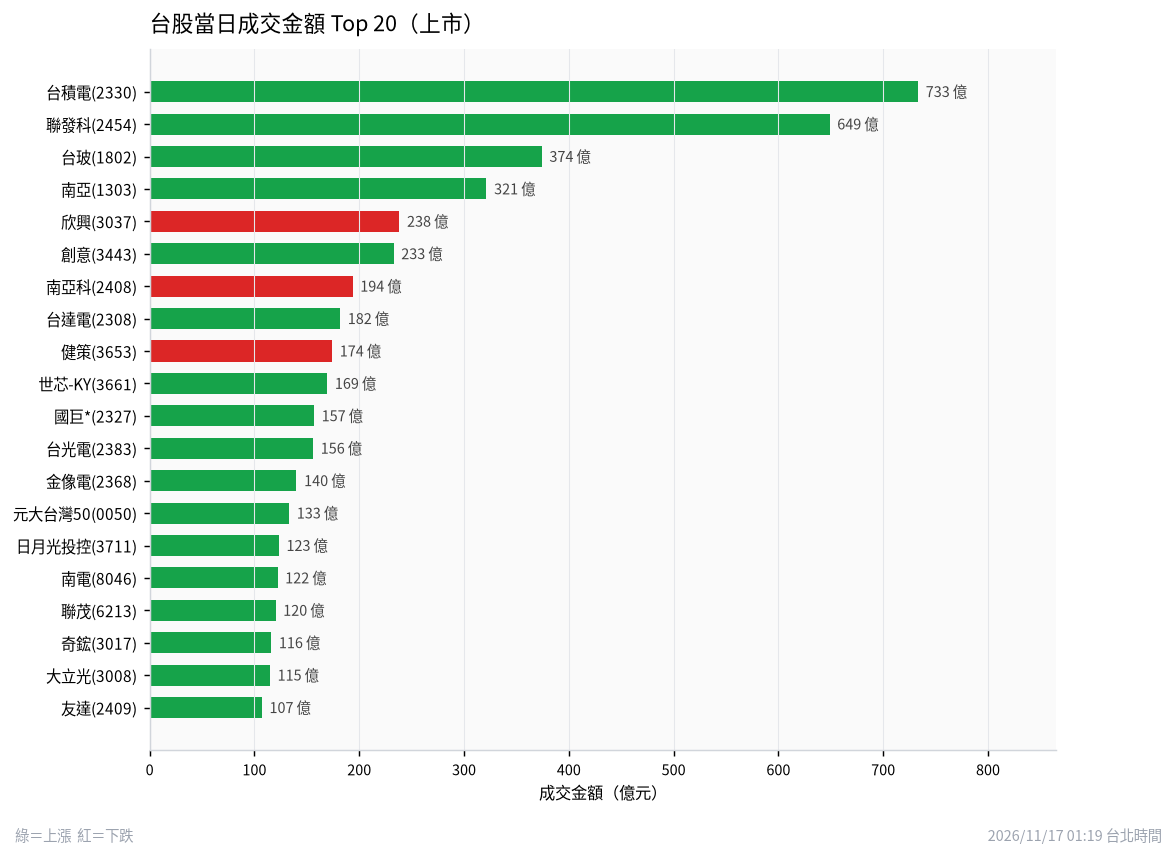 台股當日成交金額 Top 20（上市）
台積電(2330) 733 億
聯發科(2454) 649 億
台玻(1802) 374 億
南亞(1303) 321 億
欣興(3037) 238 億
創意(3443) 233 億
南亞科(2408) 194 億
台達電(2308) 182 億
健策(3653) 174 億
世芯-KY(3661) 169 億
國巨*(2327) 157 億
台光電(2383) 156 億
金像電(2368) 140 億
元大台灣50(0050) 133 億
日月光投控(3711) 123 億
南電(8046) 122 億
聯茂(6213) 120 億
奇鋐(3017) 116 億
大立光(3008) 115 億
友達(2409) 107 億
0 100 200 300 400 500 600 700 800
成交金額（億元）
綠＝上漲 紅＝下跌
2026/11/17 01:19 台北時間